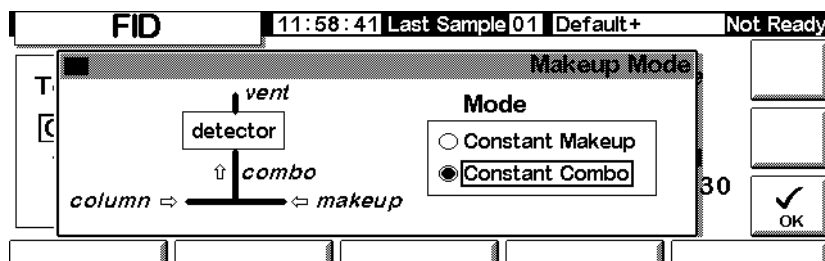 FID 11:58:41 Last Sample 01 Default+ Not Ready
Makeup Mode
vent
detector
combo
column ⇨ ⇦ makeup
Mode
Constant Makeup
Constant Combo
30
OK